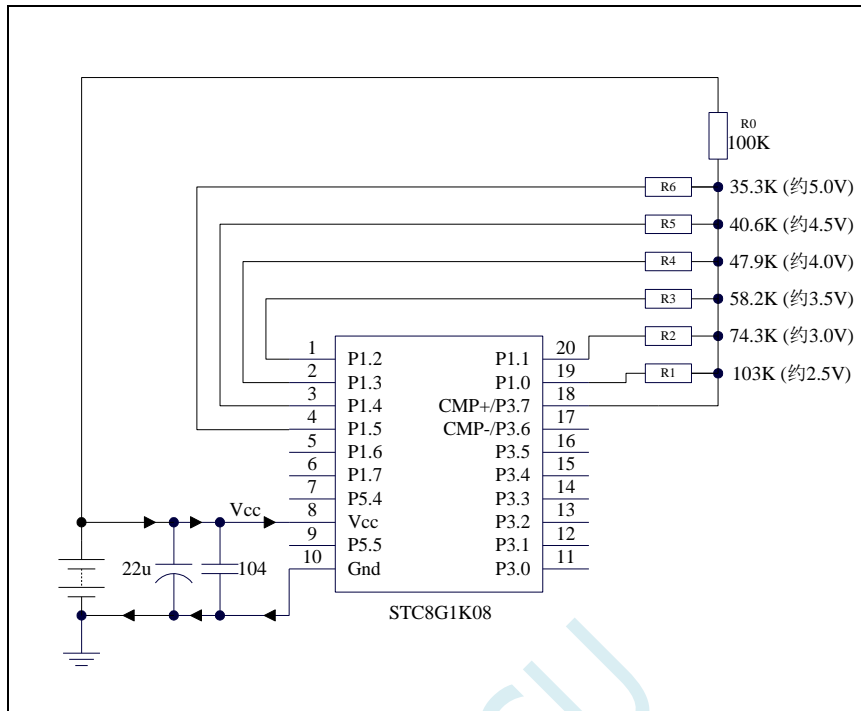 R0
100K
R6 35.3K (约5.0V)
R5 40.6K (约4.5V)
R4 47.9K (约4.0V)
R3 58.2K (约3.5V)
R2 74.3K (约3.0V)
R1 103K (约2.5V)
1 P1.2 P1.1 20
2 P1.3 P1.0 19
3 P1.4 CMP+/P3.7 18
4 P1.5 CMP-/P3.6 17
5 P1.6 P3.5 16
6 P1.7 P3.4 15
7 P5.4 P3.3 14
Vcc 8 Vcc P3.2 13
9 P5.5 P3.1 12
10 Gnd P3.0 11
22u 104
STC8G1K08